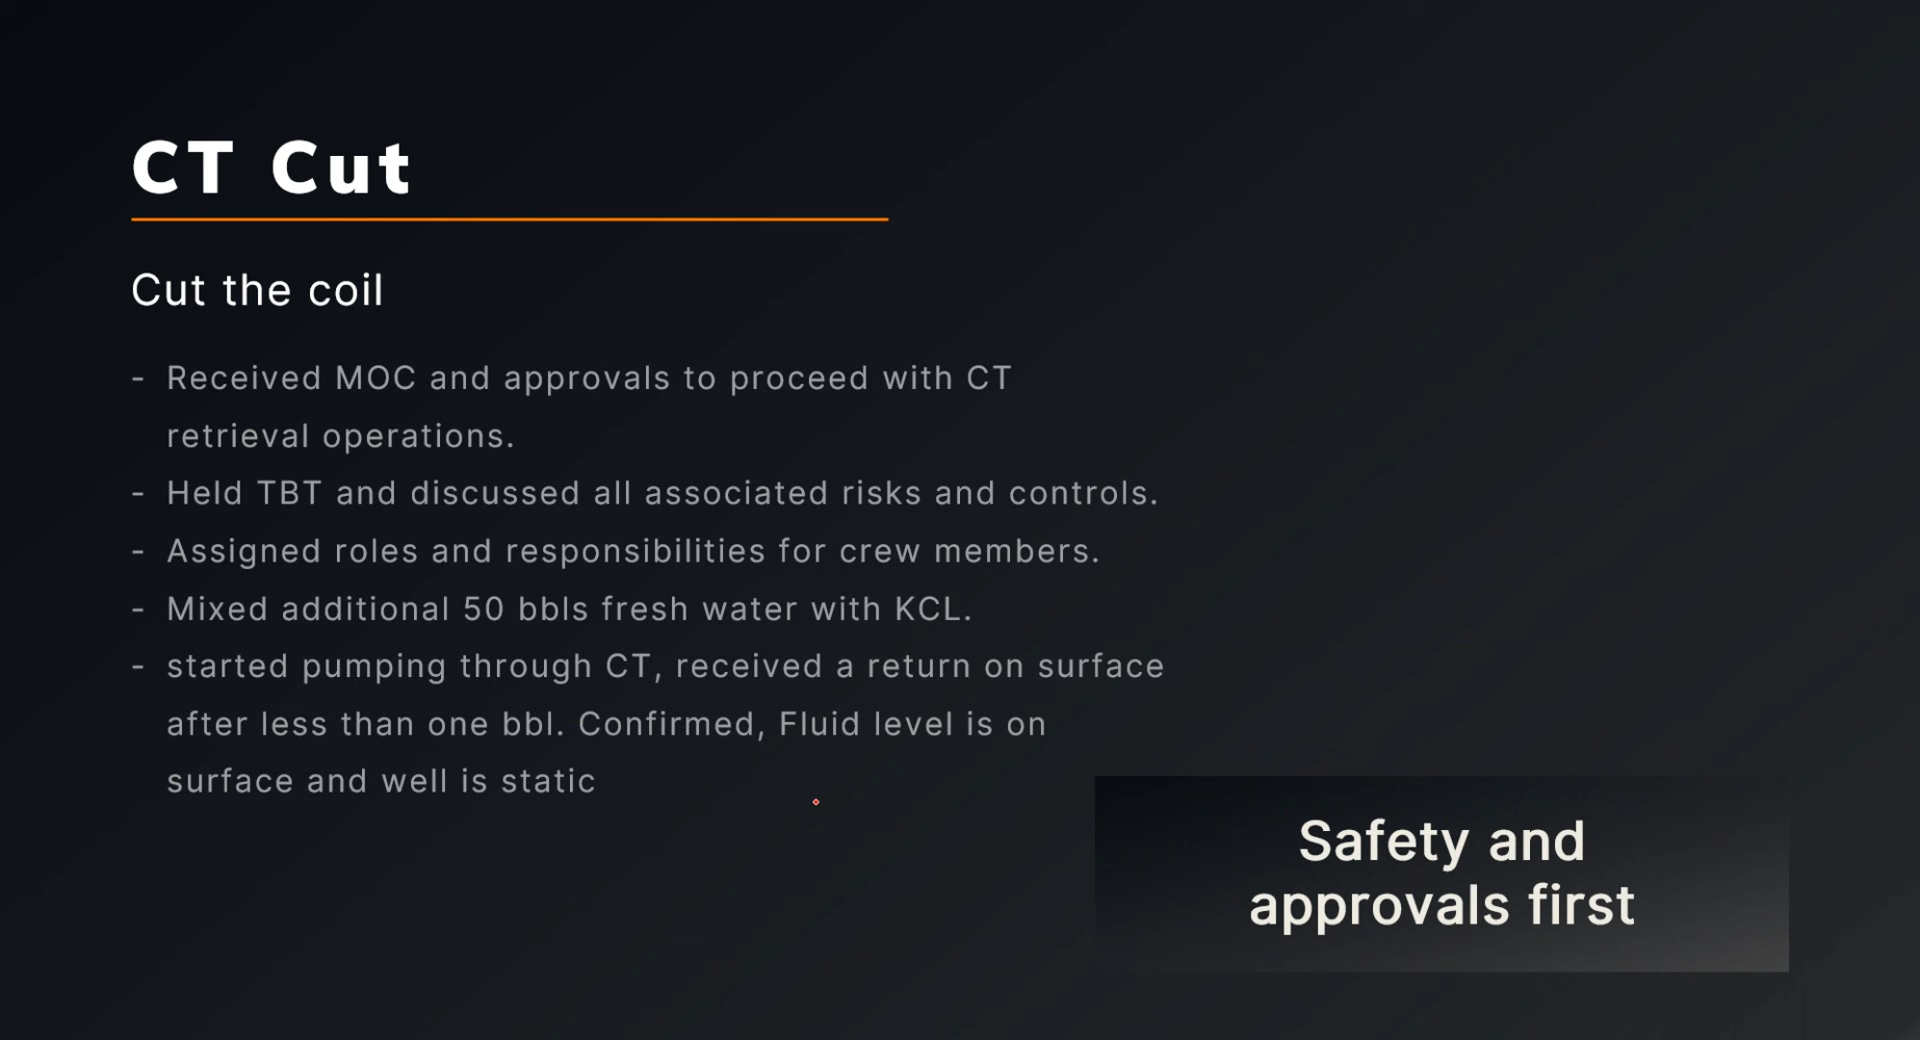 CT Cut
Cut the coil
- Received MOC and approvals to proceed with CT
retrieval operations.
- Held TBT and discussed all associated risks and controls.
- Assigned roles and responsibilities for crew members.
- Mixed additional 50 bbls fresh water with KCL.
- started pumping through CT, received a return on surface
after less than one bbl. Confirmed, Fluid level is on
surface and well is static
Safety and
approvals first